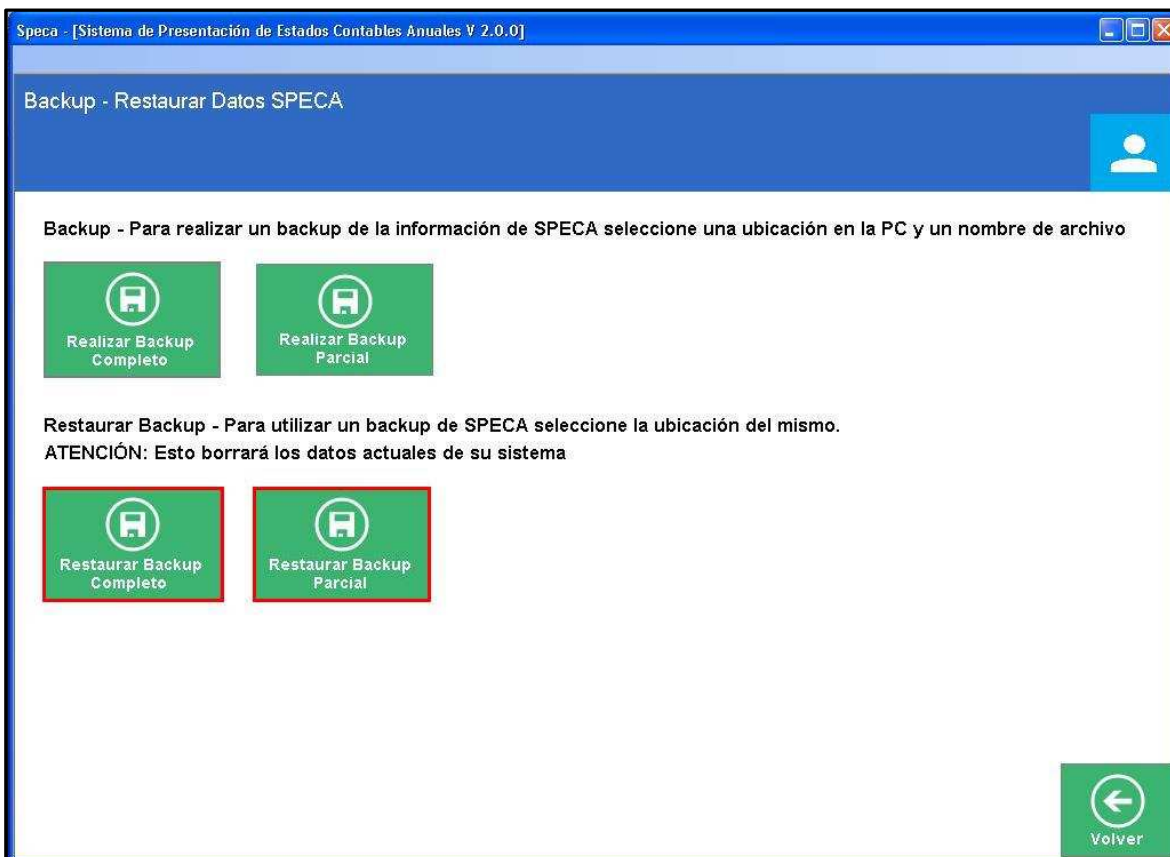 Speca - [Sistema de Presentación de Estados Contables Anuales V 2.0.0]
Backup - Restaurar Datos SPECA
Backup - Para realizar un backup de la información de SPECA seleccione una ubicación en la PC y un nombre de archivo
Realizar Backup
Completo
Realizar Backup
Parcial
Restaurar Backup - Para utilizar un backup de SPECA seleccione la ubicación del mismo.
ATENCIÓN: Esto borrará los datos actuales de su sistema
Restaurar Backup
Completo
Restaurar Backup
Parcial
Volver